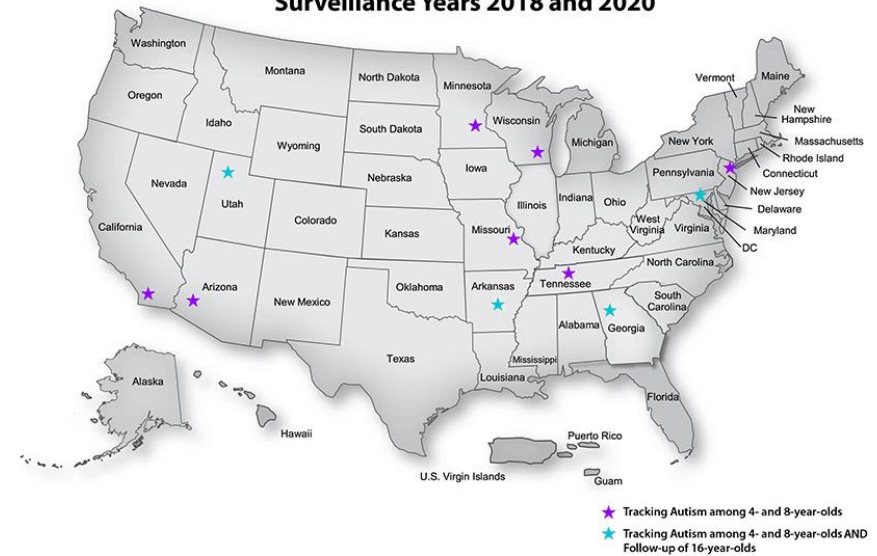 Surveillance Years 2018 and 2020
Washington
Montana
North Dakota
Minnesota
Vermont
Maine
Oregon
Idaho
Wyoming
South Dakota
Wisconsin
Michigan
New York
New
Hampshire
Massachusetts
Rhode Island
Connecticut
Nevada
Utah
Nebraska
Iowa
Illinois
Indiana
Ohio
Pennsylvania
New Jersey
Delaware
California
Colorado
Kansas
Missouri
Kentucky
West
Virginia
Virginia
Maryland
DC
Arizona
New Mexico
Oklahoma
Arkansas
Tennessee
North Carolina
South
Carolina
Texas
Louisiana
Mississippi
Alabama
Georgia
Florida
Alaska
Hawaii
U.S. Virgin Islands
Puerto Rico
Guam
Tracking Autism among 4- and 8-year-olds
Tracking Autism among 4- and 8-year-olds AND
Follow-up of 16-year-olds